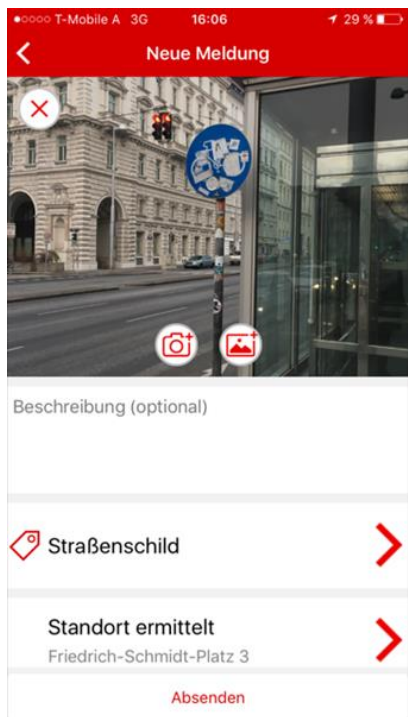 T-Mobile A 3G 16:06 29 %
Neue Meldung
Beschreibung (optional)
Straßenschild
Standort ermittelt
Friedrich-Schmidt-Platz 3
Absenden